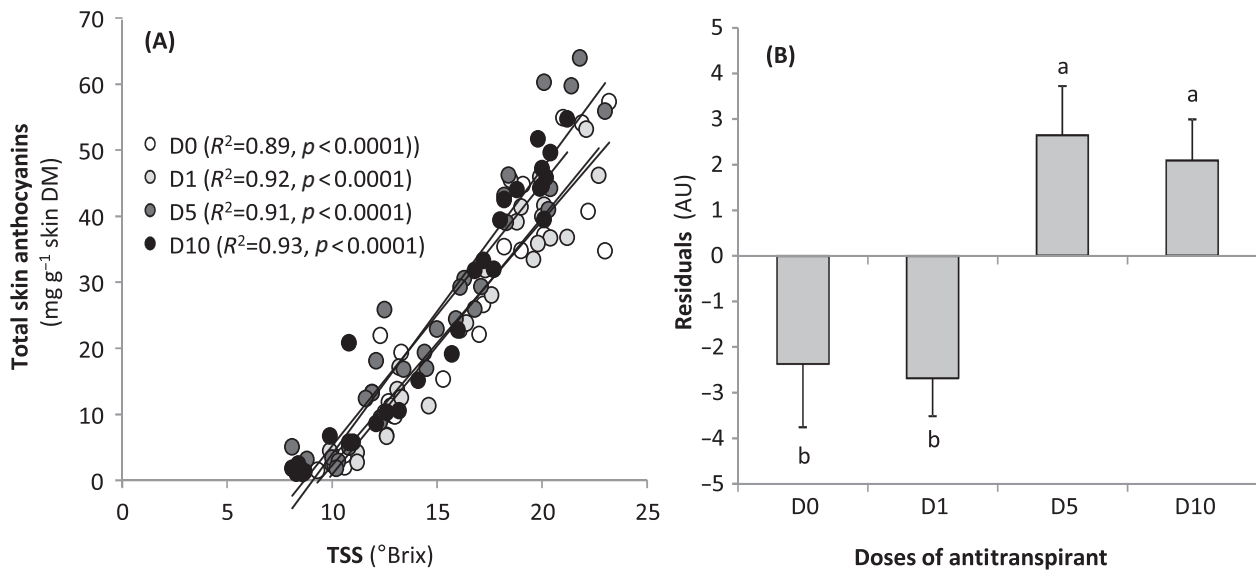 (A)
Total skin anthocyanins
(mg g⁻¹ skin DM)
70
60
50
40
30
20
10
0
D0 (R²=0.89, p<0.0001))
D1 (R²=0.92, p<0.0001)
D5 (R²=0.91, p<0.0001)
D10 (R²=0.93, p<0.0001)
0 5 10 15 20 25
TSS (°Brix)
(B)
Residuals (AU)
5
4
3
2
1
0
−1
−2
−3
−4
−5
a
a
b
b
D0 D1 D5 D10
Doses of antitranspirant